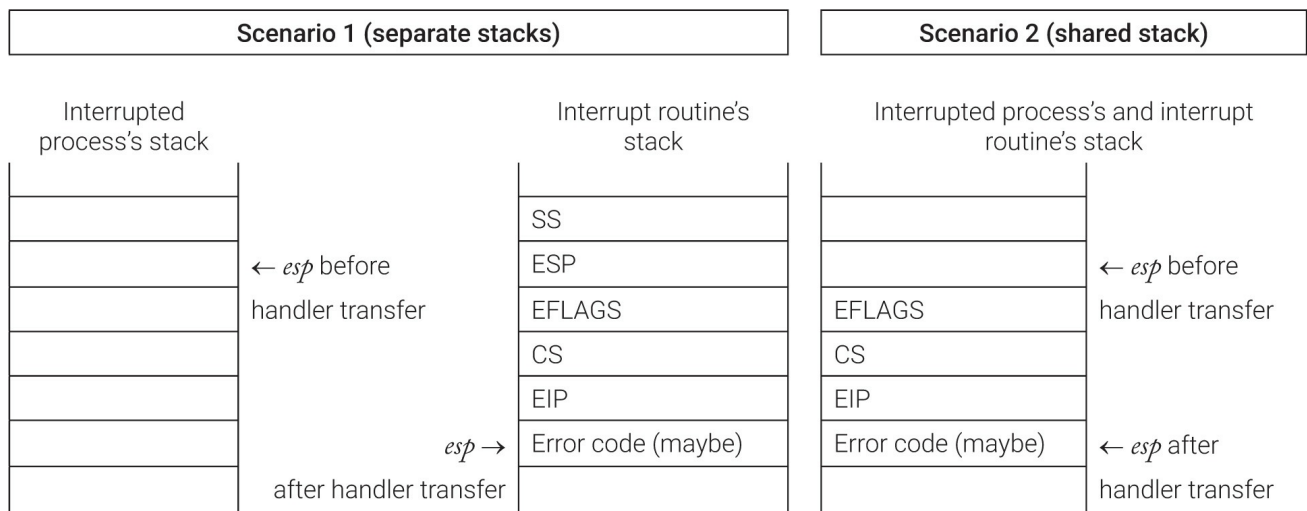 Scenario 1 (separate stacks)
Scenario 2 (shared stack)
Interrupted
process’s stack
Interrupt routine’s
stack
Interrupted process’s and interrupt
routine’s stack
SS
← esp before
ESP
handler transfer
EFLAGS
CS
EIP
esp →
Error code (maybe)
after handler transfer
← esp before
EFLAGS
handler transfer
CS
EIP
Error code (maybe)
← esp after
handler transfer